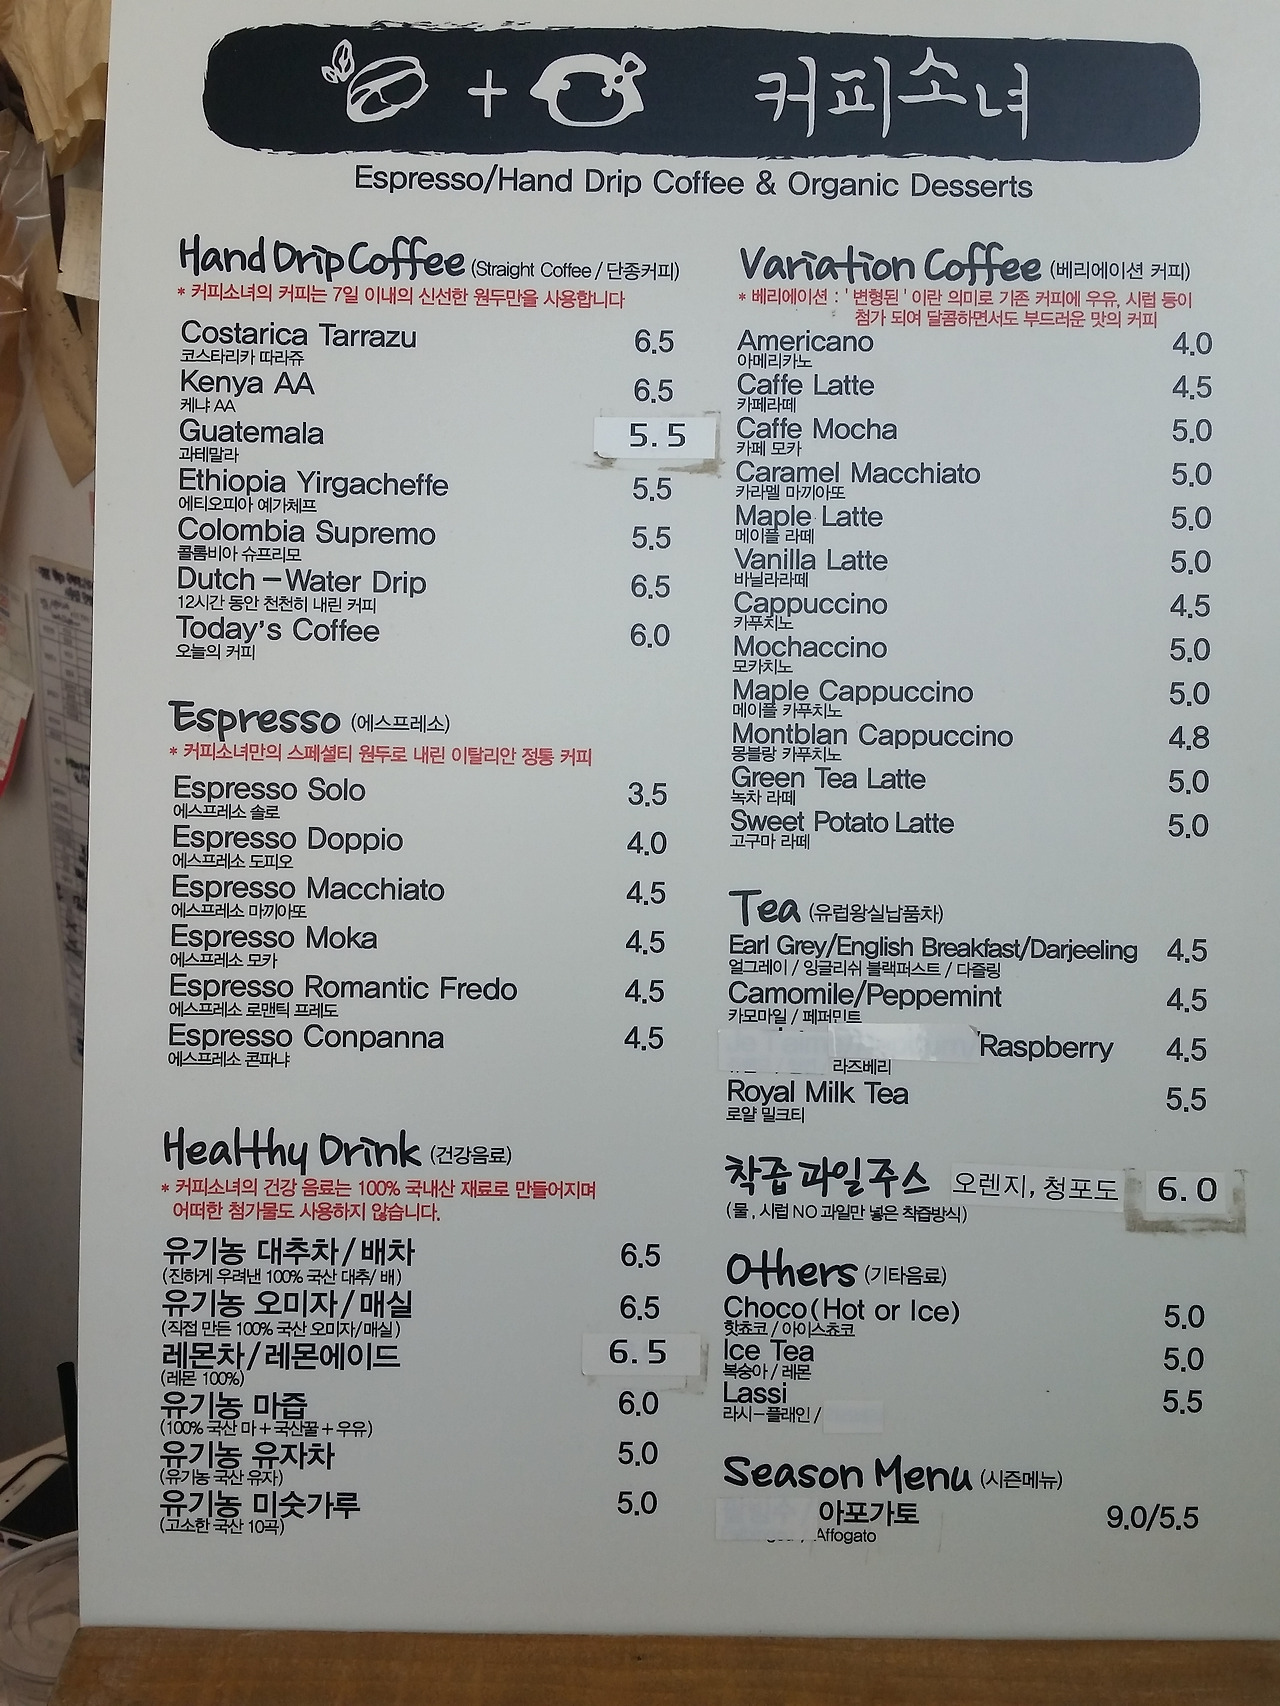 커피소녀
Espresso/Hand Drip Coffee & Organic Desserts
Hand Drip Coffee (Straight Coffee / 단종커피)
* 커피소녀의 커피는 7일 이내의 신선한 원두만을 사용합니다
Costarica Tarrazu 6.5
코스타리카 따라쥬
Kenya AA 6.5
케냐 AA
Guatemala 5.5
과테말라
Ethiopia Yirgacheffe 5.5
에티오피아 예가체프
Colombia Supremo 5.5
콜롬비아 슈프리모
Dutch-Water Drip 6.5
12시간 동안 천천히 내린 커피
Today's Coffee 6.0
오늘의 커피
Espresso (에스프레소)
* 커피소녀만의 스페셜티 원두로 내린 이탈리안 정통 커피
Espresso Solo 3.5
에스프레소 솔로
Espresso Doppio 4.0
에스프레소 도피오
Espresso Macchiato 4.5
에스프레소 마끼아또
Espresso Moka 4.5
에스프레소 모카
Espresso Romantic Fredo 4.5
에스프레소 로맨틱 프레도
Espresso Conpanna 4.5
에스프레소 콘파냐
Healthy Drink (건강음료)
* 커피소녀의 건강 음료는 100% 국내산 재료로 만들어지며
어떠한 첨가물도 사용하지 않습니다.
유기농 대추차/배차 6.5
(진하게 우려낸 100% 국산 대추/배)
유기농 오미자/매실 6.5
(직접 만든 100% 국산 오미자/매실)
레몬차/레몬에이드 6.5
(레몬 100%)
유기농 마즙 6.0
(100% 국산 마+국산꿀+우유)
유기농 유자차 5.0
(유기농 국산 유자)
유기농 미숫가루 5.0
(고소한 국산 10곡)
Variation Coffee (베리에이션 커피)
* 베리에이션 : '변형된' 이란 의미로 기존 커피에 우유, 시럽 등이
첨가 되여 달콤하면서도 부드러운 맛의 커피
Americano 4.0
아메리카노
Caffe Latte 4.5
카페라떼
Caffe Mocha 5.0
카페 모카
Caramel Macchiato 5.0
카라멜 마끼아또
Maple Latte 5.0
메이플 라떼
Vanilla Latte 5.0
바닐라라떼
Cappuccino 4.5
카푸치노
Mochaccino 5.0
모카치노
Maple Cappuccino 5.0
메이플 카푸치노
Montblan Cappuccino 4.8
몽블랑 카푸치노
Green Tea Latte 5.0
녹차 라떼
Sweet Potato Latte 5.0
고구마 라떼
Tea (유럽왕실납품차)
Earl Grey/English Breakfast/Darjeeling 4.5
얼그레이 / 잉글리쉬 블랙퍼스트 / 다즐링
Camomile/Peppemint 4.5
카모마일 / 페퍼민트
/Raspberry 4.5
라즈베리
Royal Milk Tea 5.5
로얄 밀크티
착즙 과일주스 오렌지, 청포도 6.0
(물, 시럽 NO 과일만 넣은 착즙방식)
Others (기타음료)
Choco(Hot or Ice) 5.0
핫쵸코 / 아이스쵸코
Ice Tea 5.0
복숭아 / 레몬
Lassi 5.5
라시-플래인 /
Season Menu (시즌메뉴)
아포가토 9.0/5.5
Affogato